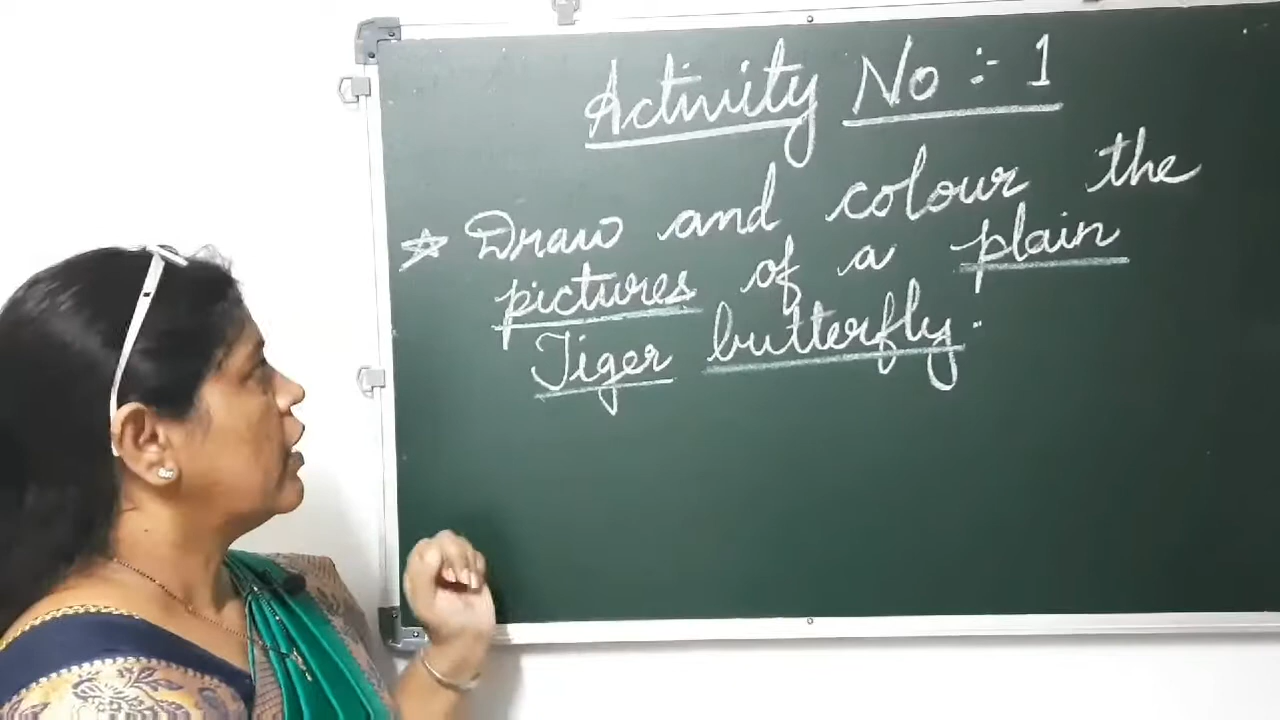 Activity No :- 1
☆ Draw and colour the
pictures of a plain
Tiger butterfly.